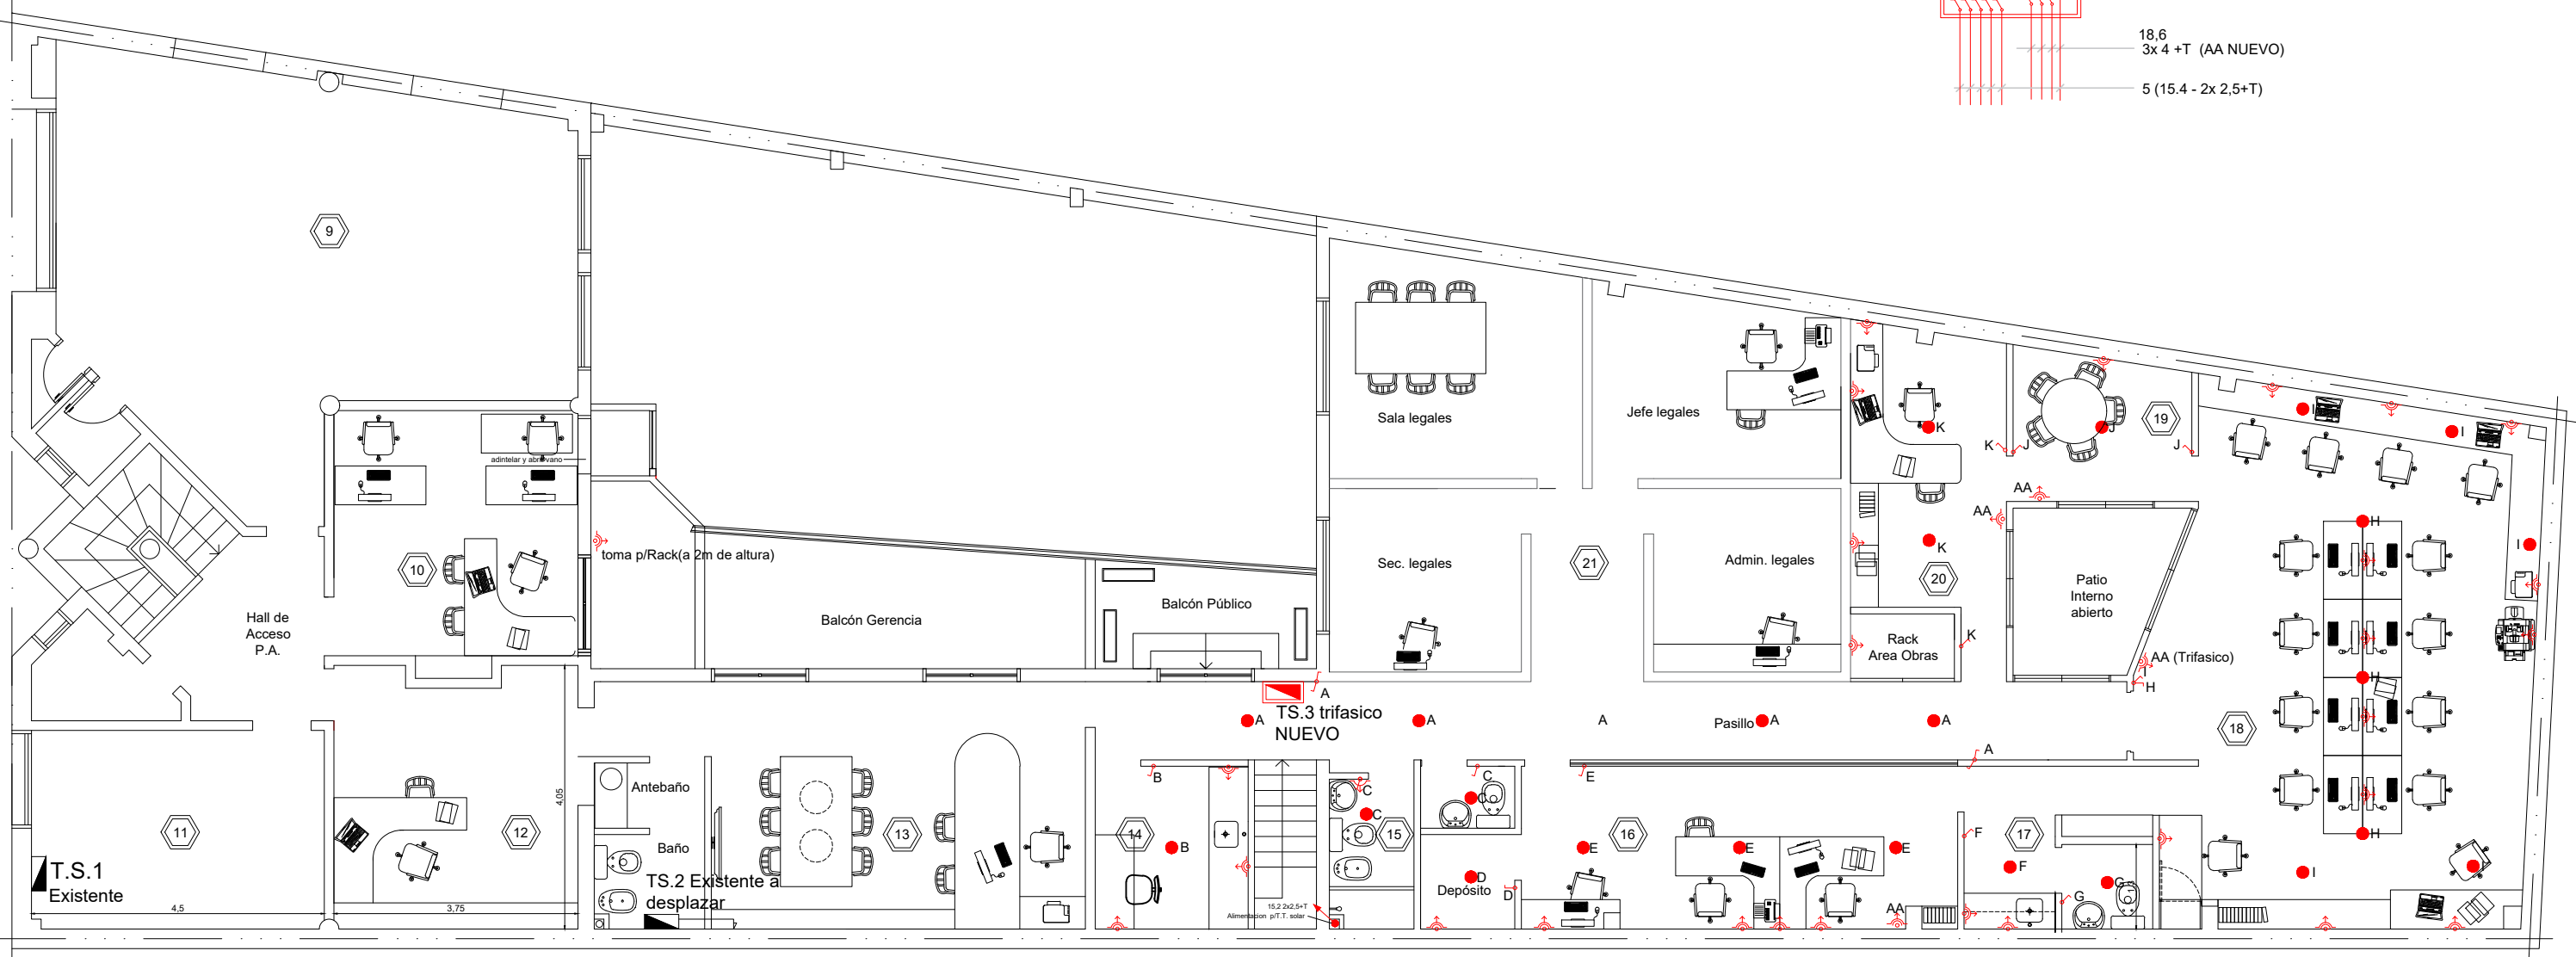 18,6
3x 4 +T  (AA NUEVO)
5 (15.4 - 2x 2,5+T)
9
Sala legales
Jefe legales
K
J
19
K
J
J
I
I
adintelar y abrir vano
AA
AA
H
10
toma p/Rack(a 2m de altura)
Sec. legales
21
Admin. legales
K
20
Patio
Interno
abierto
I
Hall de
Acceso
P.A.
Balcón Gerencia
Balcón Público
Rack
Area Obras
K
AA (Trifasico)
I
H
H
A
TS.3 trifasico
NUEVO
A
A
A
Pasillo
A
A
18
A
Antebaño
4,05
B
C
C
C
C
E
11
12
13
14
15
16
17
F
H
Baño
B
E
E
E
F
T.S.1
Existente
TS.2 Existente a
desplazar
D
Depósito
D
G
G
I
4,5
3,75
15,2 2x2,5+T
Alimentacion p/T.T. solar
AA